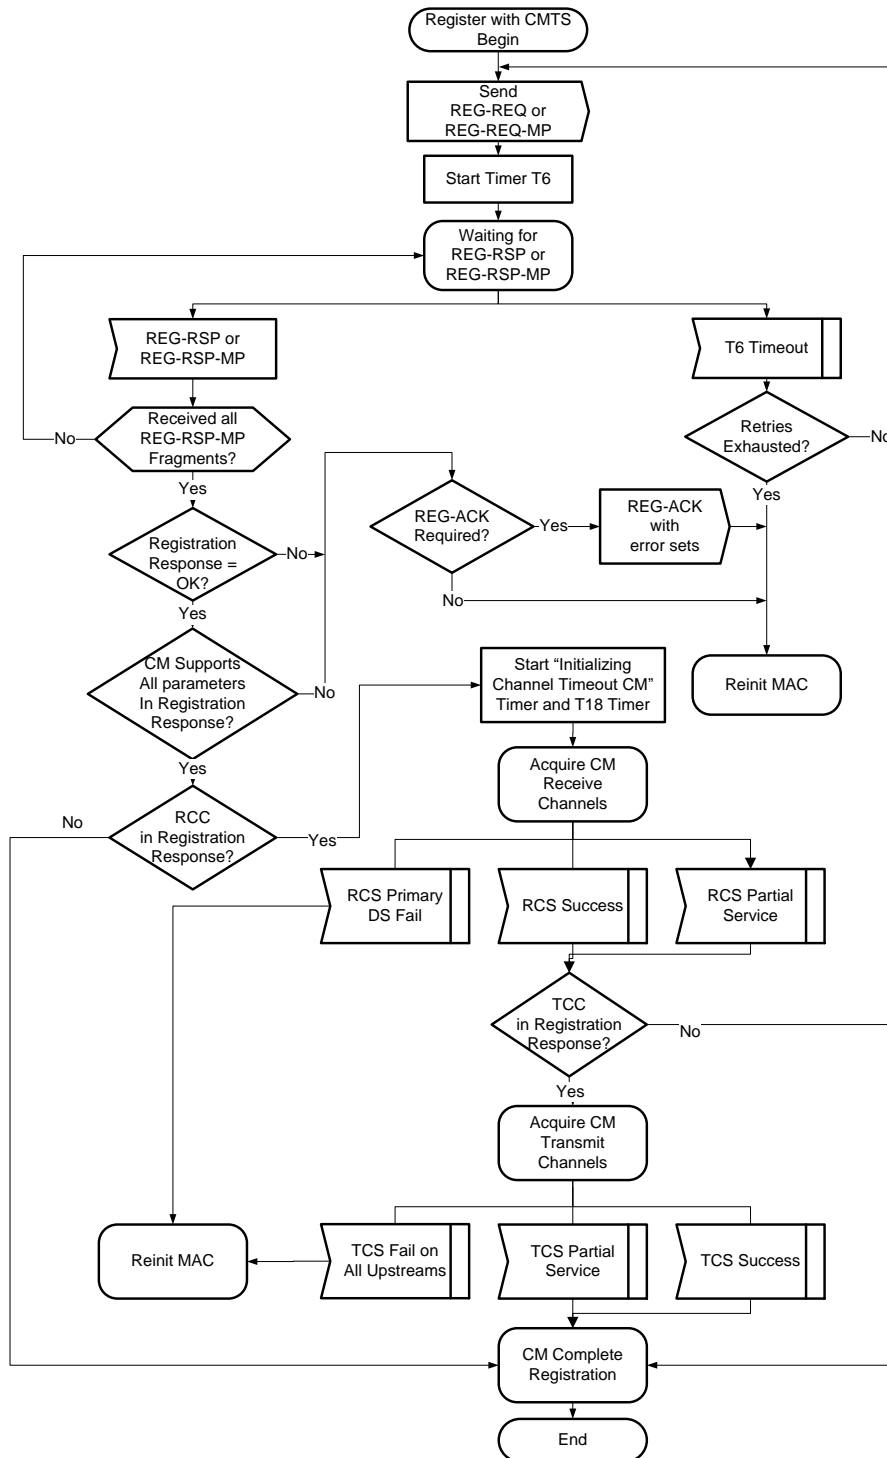 Register with CMTS
Begin
Send
REG-REQ or
REG-REQ-MP
Start Timer T6
Waiting for
REG-RSP or
REG-RSP-MP
REG-RSP or
REG-RSP-MP
T6 Timeout
Received all
REG-RSP-MP
Fragments?
No
Yes
Retries
Exhausted?
No
Yes
REG-ACK
Required?
Yes
No
REG-ACK
with
error sets
Registration
Response =
OK?
No
Yes
CM Supports
All parameters
In Registration
Response?
No
Yes
Start “Initializing
Channel Timeout CM”
Timer and T18 Timer
Reinit MAC
Acquire CM
Receive
Channels
RCC
in Registration
Response?
No
Yes
RCS Primary
DS Fail
RCS Success
RCS Partial
Service
TCC
in Registration
Response?
No
Yes
Acquire CM
Transmit
Channels
Reinit MAC
TCS Fail on
All Upstreams
TCS Partial
Service
TCS Success
CM Complete
Registration
End